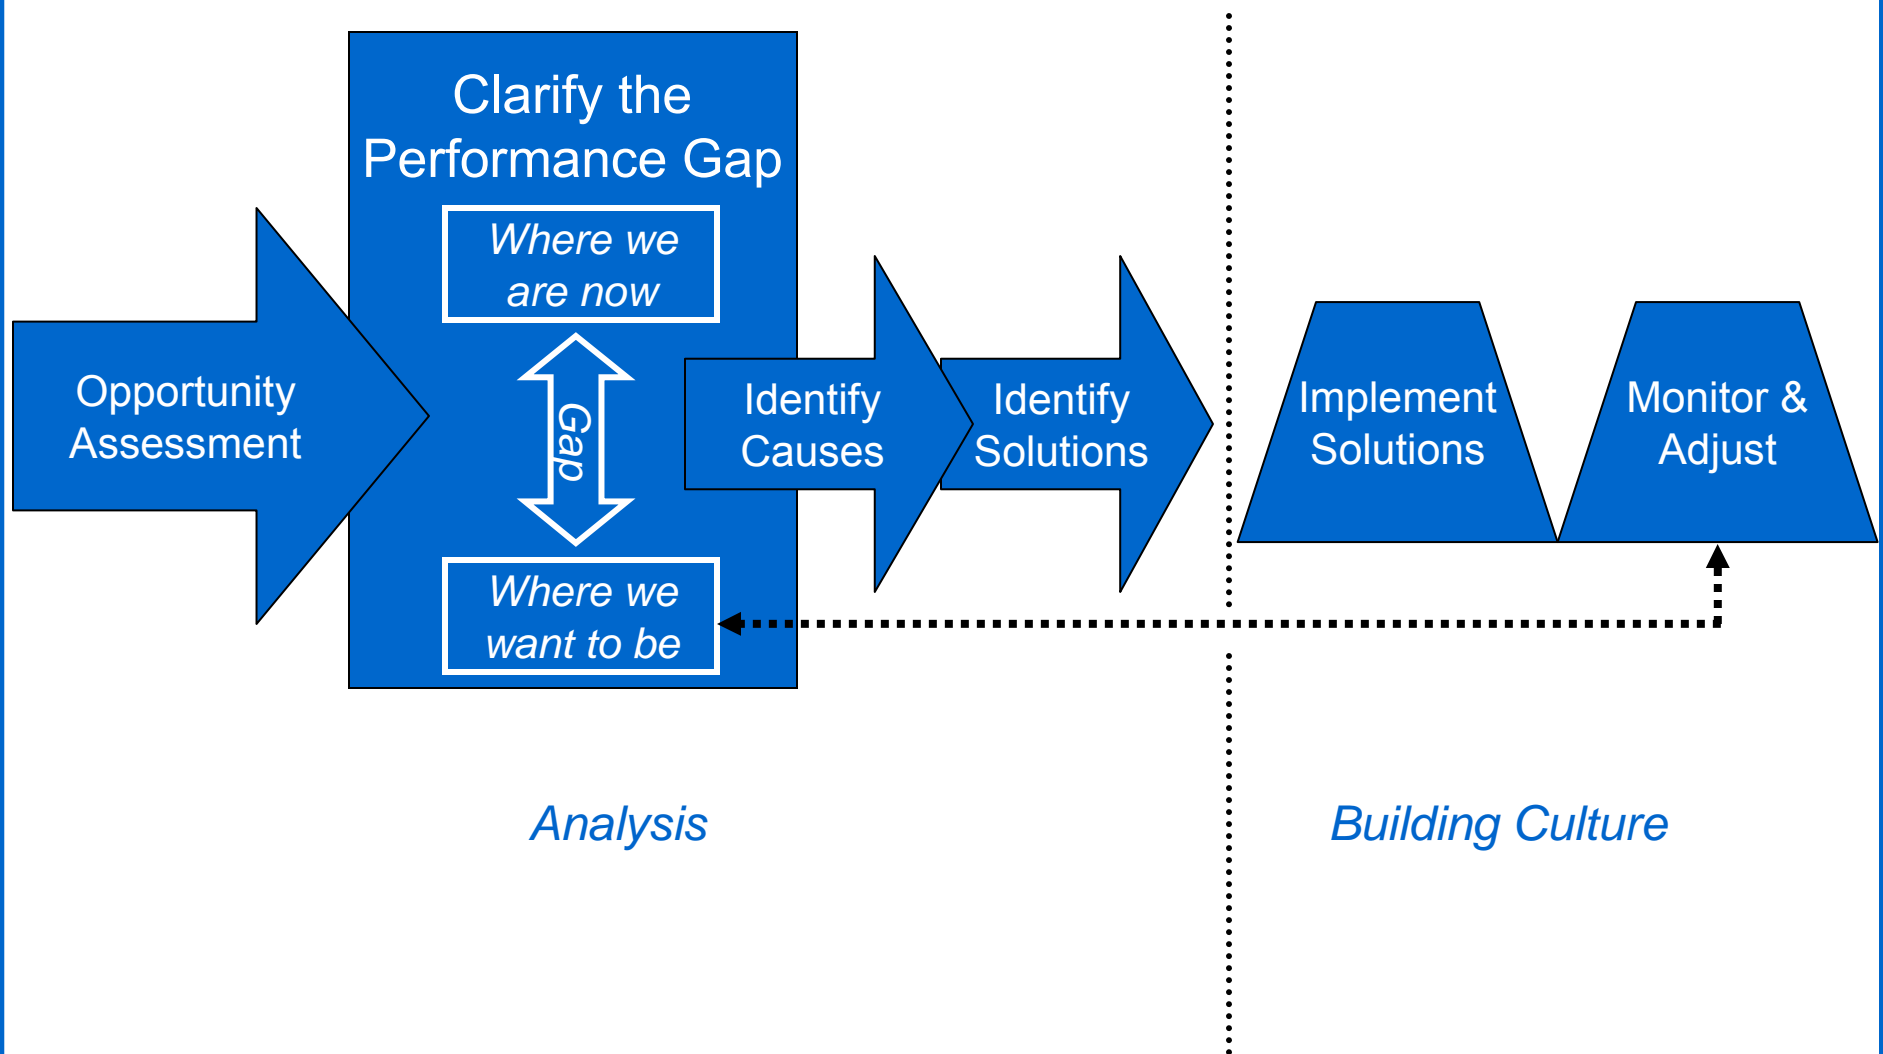 Clarify the
Performance Gap
Where we
are now
Gap
Where we
want to be
Opportunity
Assessment
Identify
Causes
Identify
Solutions
Implement
Solutions
Monitor &
Adjust
Analysis
Building Culture